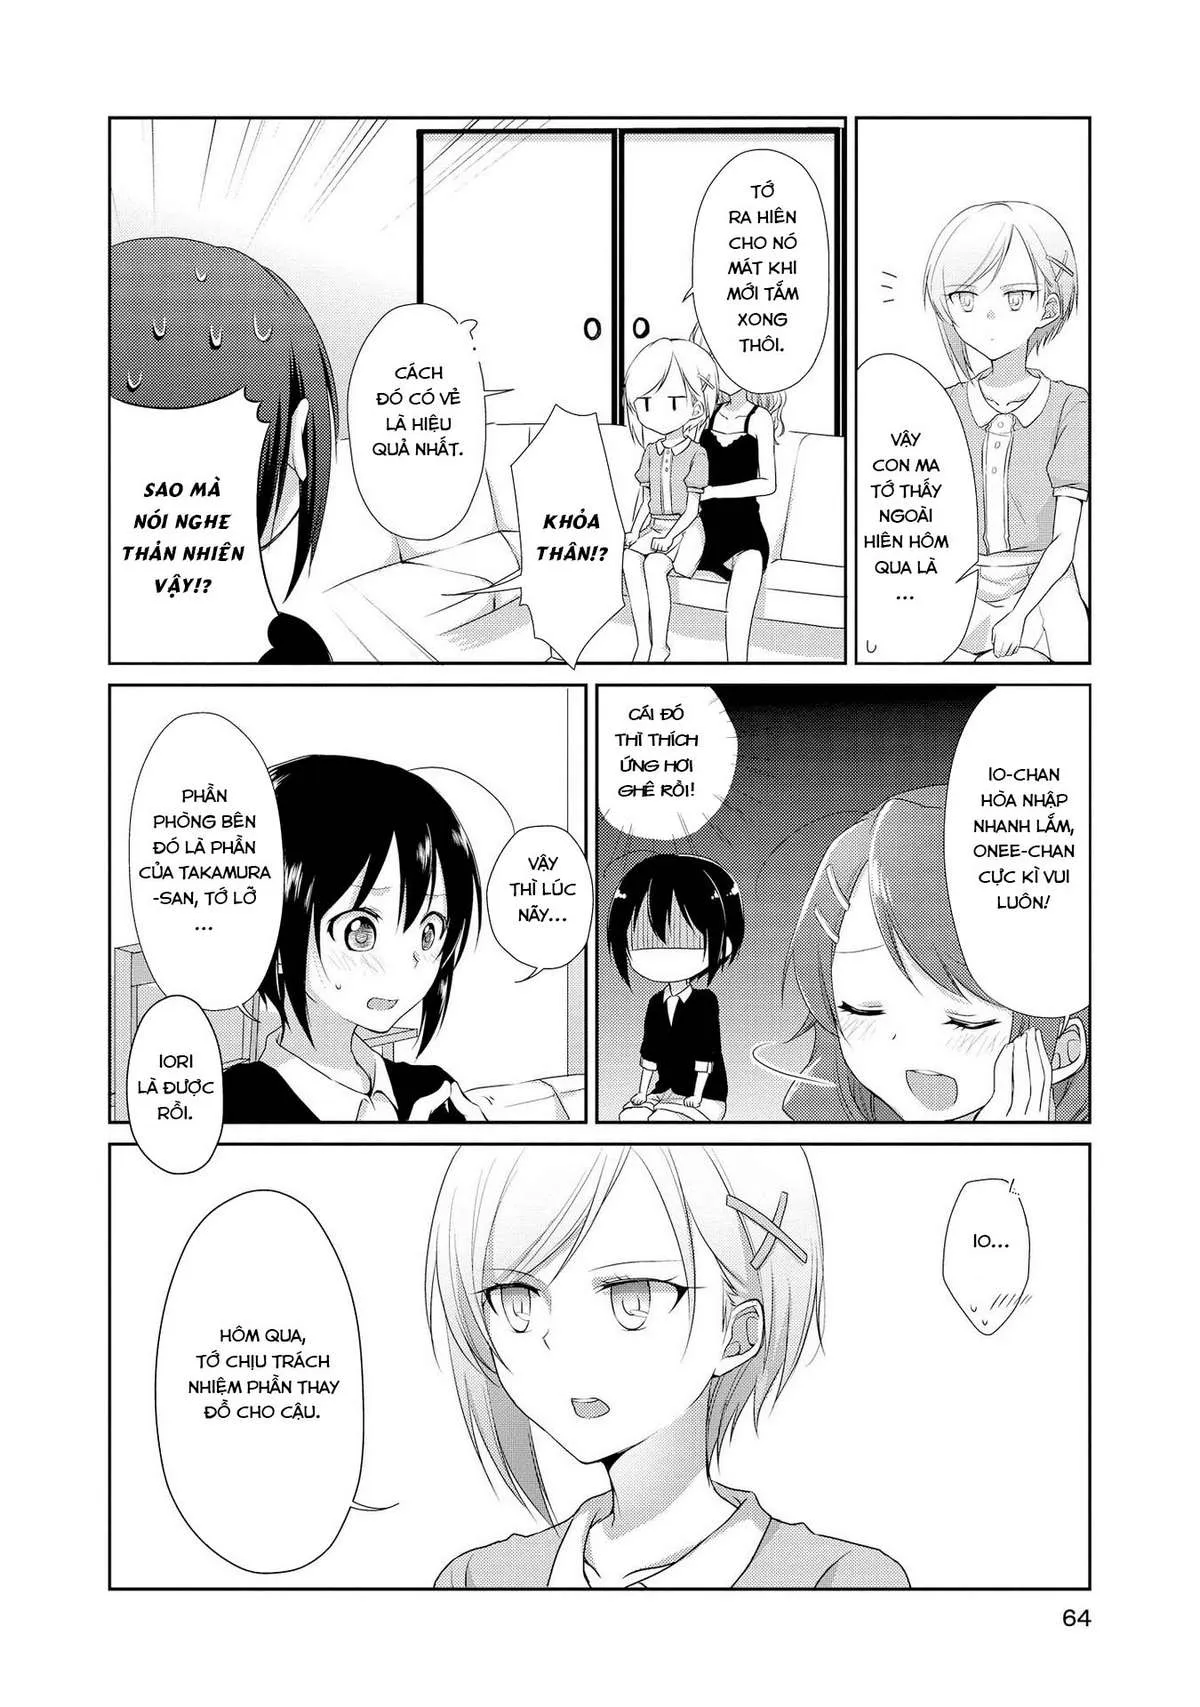 VẬY
CON MA
TỚ THẤY
NGOÀI
HIÊN HÔM
QUA LÀ
...
TỚ
RA HIÊN
CHO NÓ
MÁT KHI
MỚI TẮM
XONG
THÔI.
KHỎA
THÂN!?
CÁCH
ĐÓ CÓ VẺ
LÀ HIỆU
QUẢ NHẤT.
SAO MÀ
NÓI NGHE
THẢN NHIÊN
VẬY!?
IO-CHAN
HÒA NHẬP
NHANH LẮM,
ONEE-CHAN
CỰC KÌ VUI
LUÔN!
CÁI ĐÓ
THÌ THÍCH
ỨNG HƠI
GHÊ RỒI!
VẬY
THÌ LÚC
NÃY...
PHẦN
PHÒNG BÊN
ĐÓ LÀ PHẦN
CỦA TAKAMURA
-SAN, TỚ LỠ
...
IORI
LÀ ĐƯỢC
RỒI.
IO...
HÔM QUA,
TỚ CHỊU TRÁCH
NHIỆM PHẦN THAY
ĐỒ CHO CẬU.
64